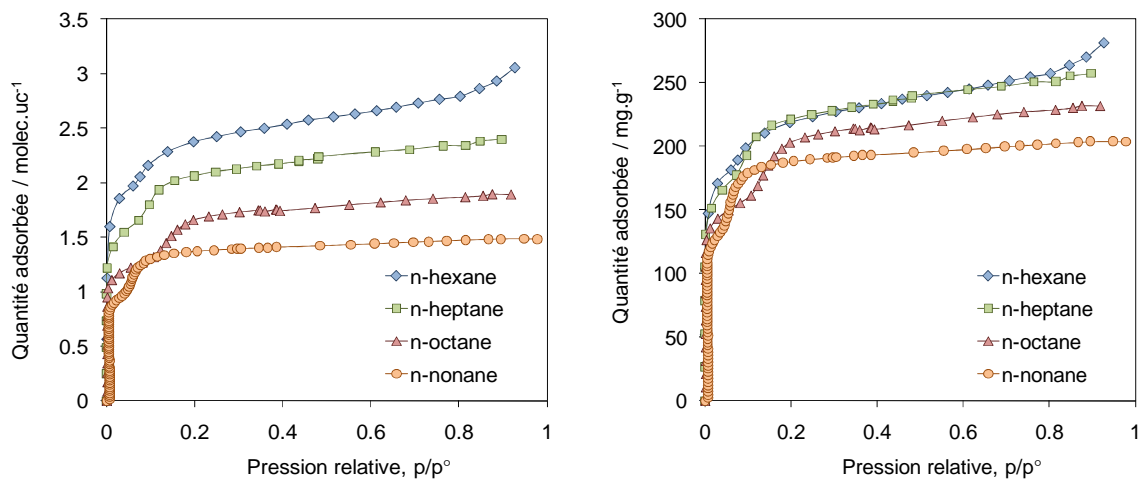 Quantité adsorbée / molec.uc⁻¹
3.5
3
2.5
2
1.5
1
0.5
0
0 0.2 0.4 0.6 0.8 1
Pression relative, p/p°
n-hexane
n-heptane
n-octane
n-nonane
Quantité adsorbée / mg.g⁻¹
300
250
200
150
100
50
0
0 0.2 0.4 0.6 0.8 1
Pression relative, p/p°
n-hexane
n-heptane
n-octane
n-nonane